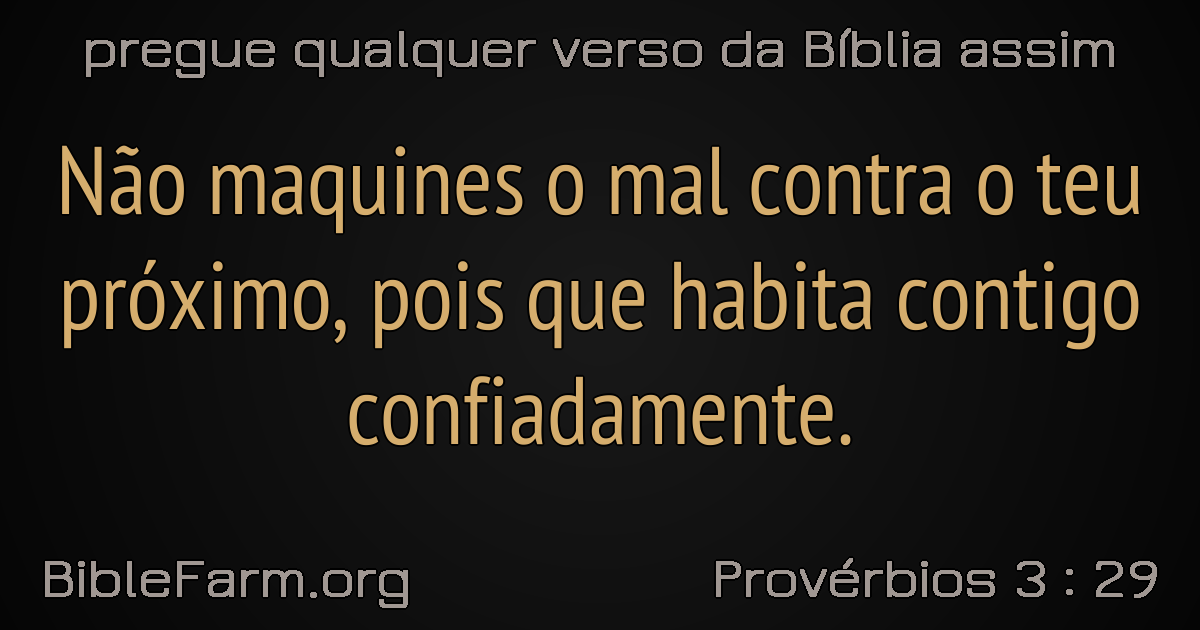 pregue qualquer verso da Bíblia assim
Não maquines o mal contra o teu
próximo, pois que habita contigo
confiadamente.
BibleFarm.org
Provérbios 3 : 29